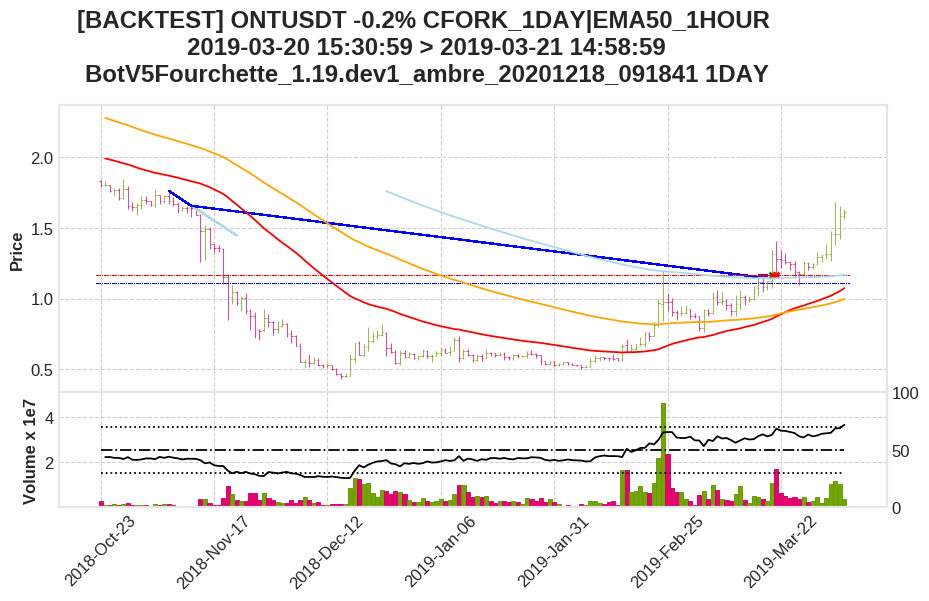 [BACKTEST] ONTUSDT -0.2% CFORK_1DAY|EMA50_1HOUR
2019-03-20 15:30:59 > 2019-03-21 14:58:59
BotV5Fourchette_1.19.dev1_ambre_20201218_091841 1DAY
Price
2.0
1.5
1.0
0.5
Volume x 1e7
4
2
100
50
0
2018-Oct-23
2018-Nov-17
2018-Dec-12
2019-Jan-06
2019-Jan-31
2019-Feb-25
2019-Mar-22